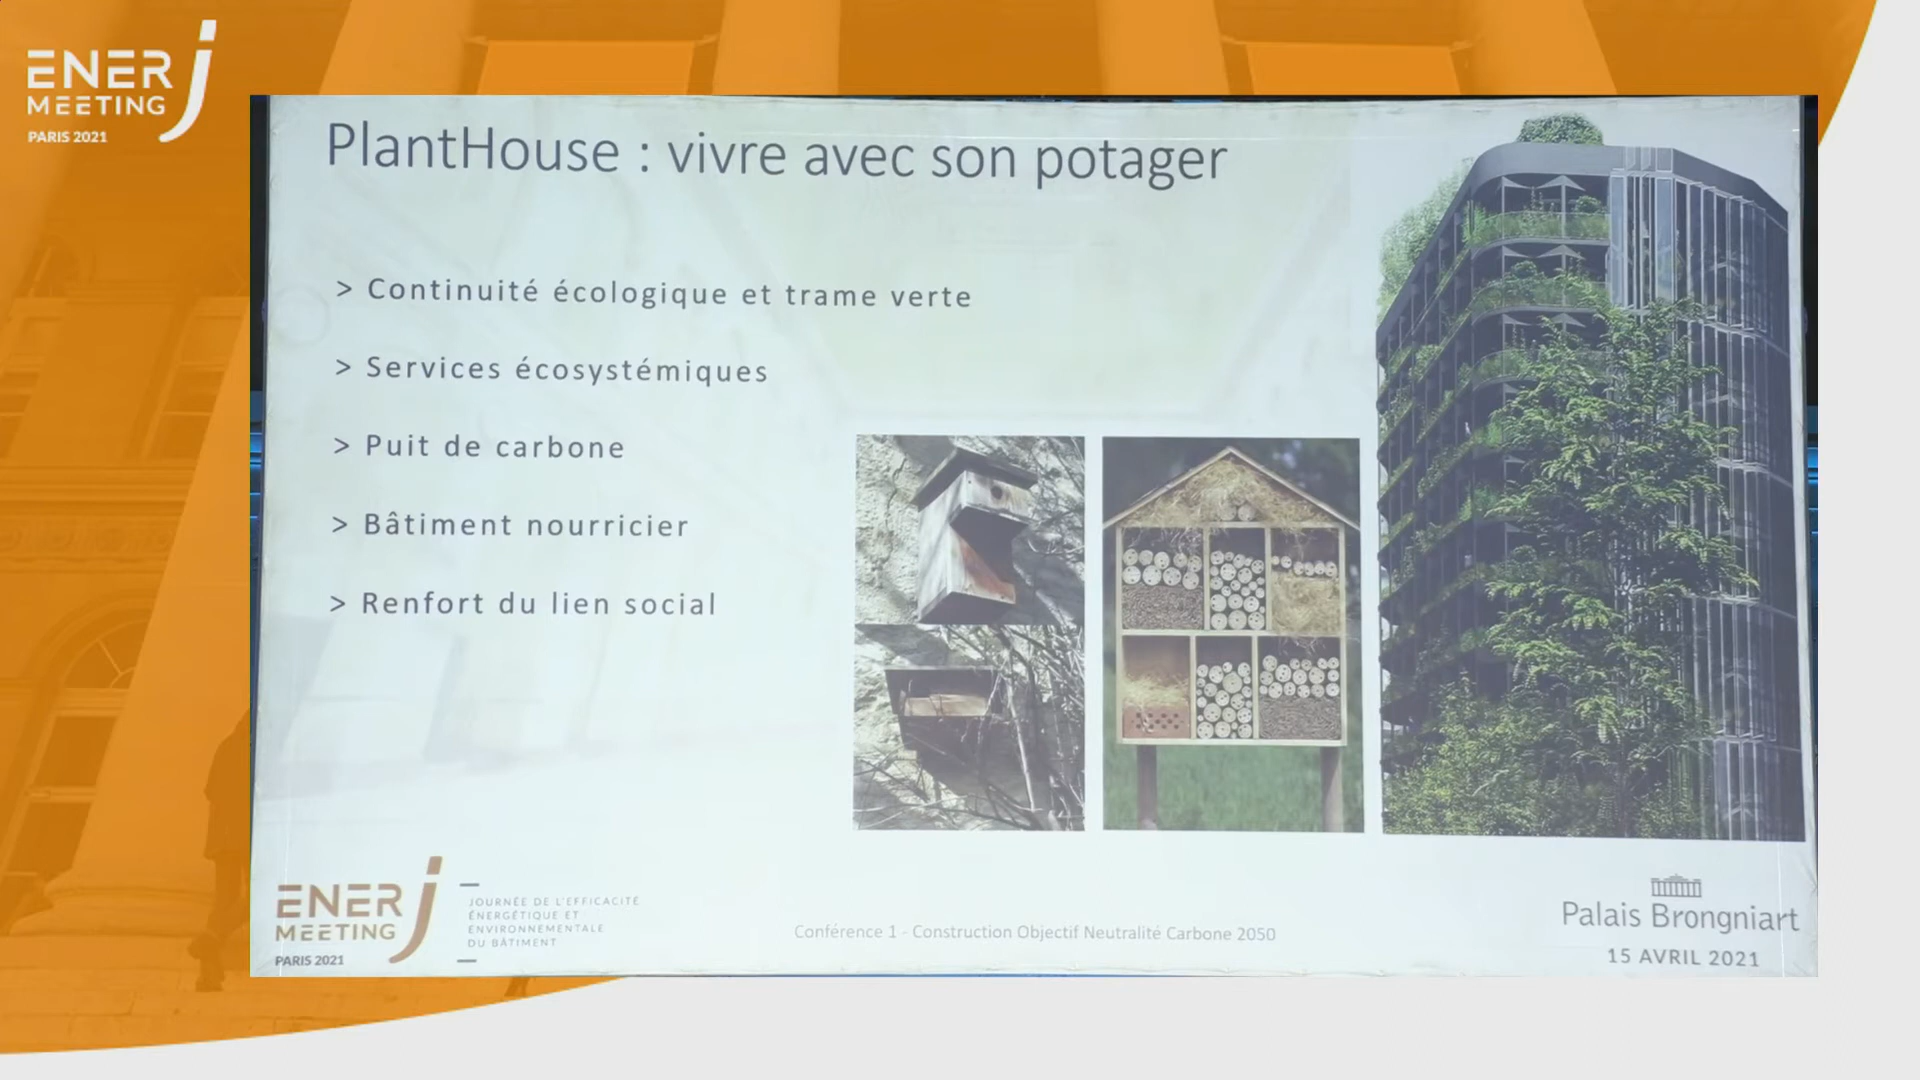 ENER j
MEETING
PARIS 2021
PlantHouse : vivre avec son potager
> Continuité écologique et trame verte
> Services écosystémiques
> Puit de carbone
> Bâtiment nourricier
> Renfort du lien social
ENER j
MEETING
PARIS 2021
JOURNÉE DE L'EFFICACITÉ
ÉNERGÉTIQUE ET
ENVIRONNEMENTALE
DU BÂTIMENT
Conférence 1 - Construction Objectif Neutralité Carbone 2050
Palais Brongniart
15 AVRIL 2021